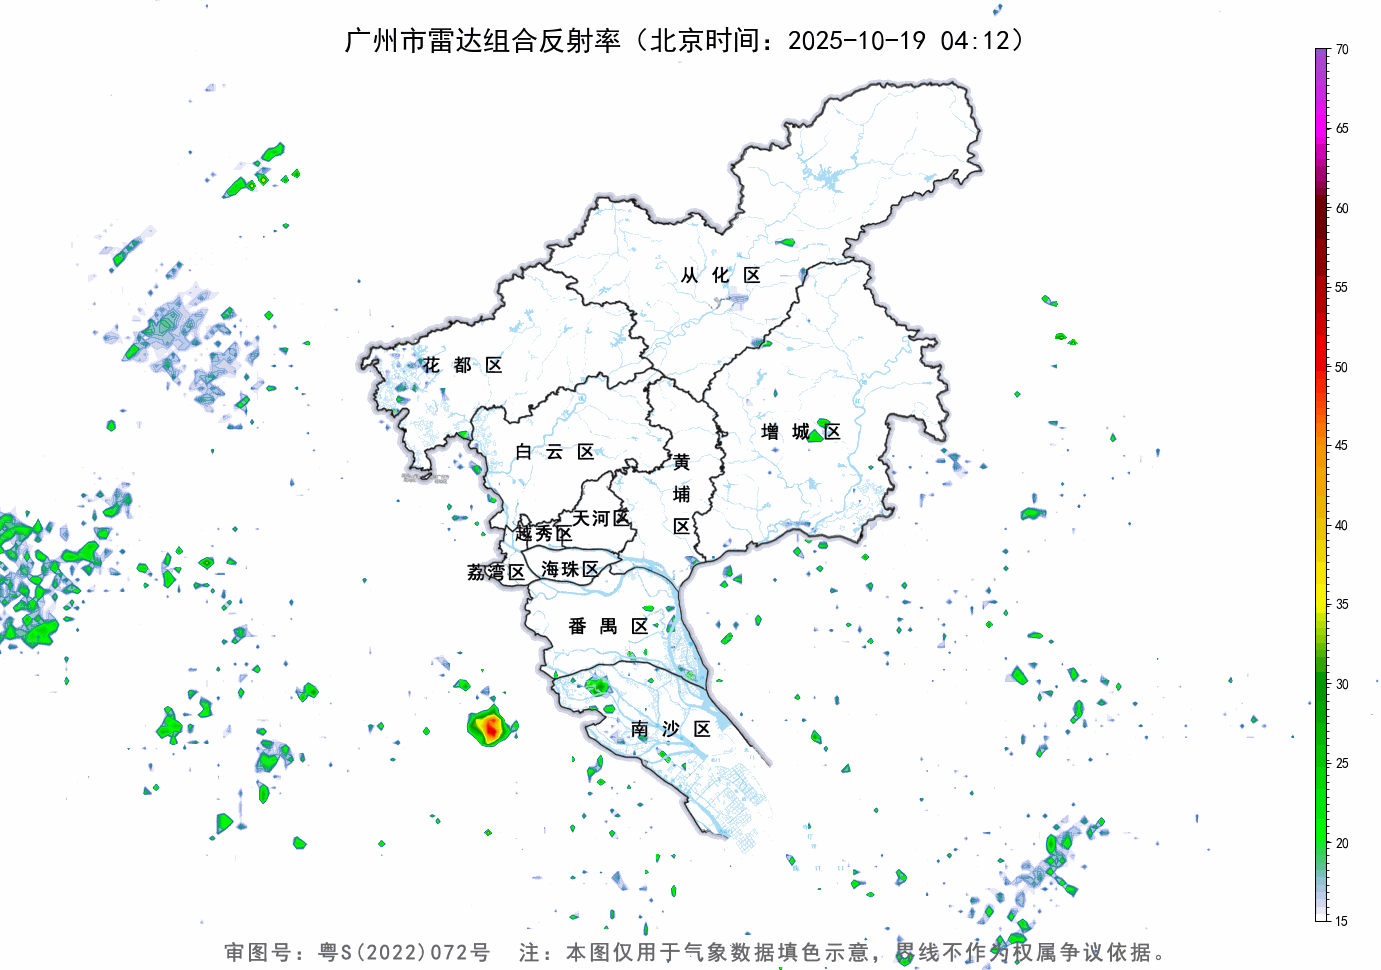 广州市雷达组合反射率（北京时间：2025-10-19 04:12）
70
65
60
55
50
45
40
35
30
25
20
15
从 化 区
花 都 区
增 城 区
白 云 区
黄
埔
区
天河区
越秀区
荔湾区
海珠区
番 禺 区
南 沙 区
审图号：粤S(2022)072号 注：本图仅用于气象数据填色示意，界线不作为权属争议依据。